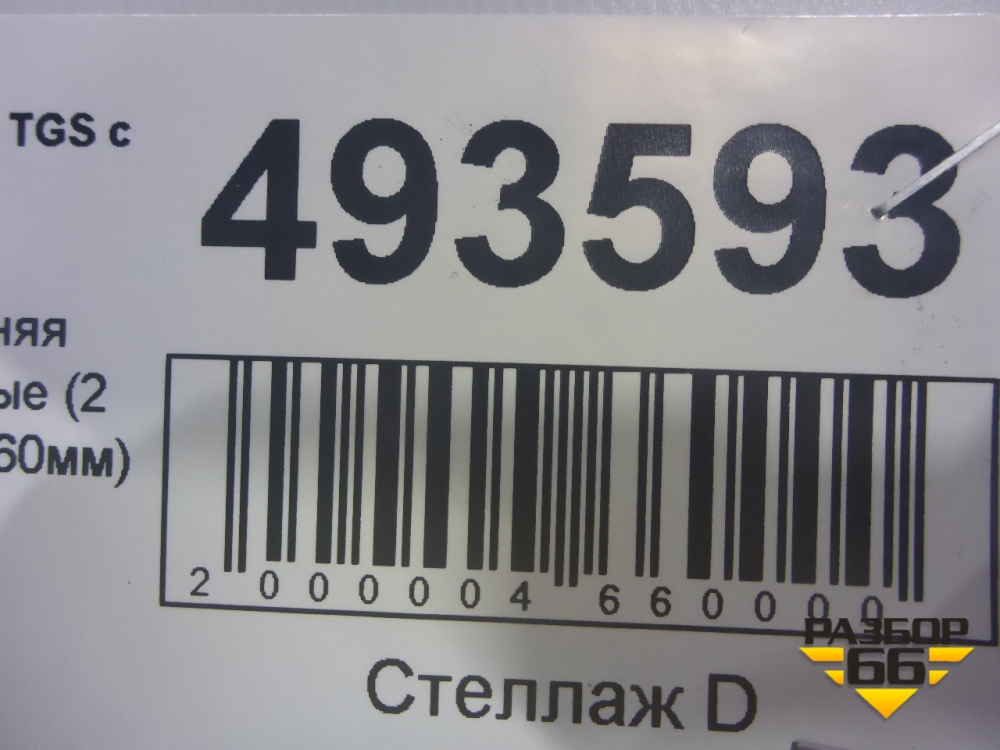 TGS с
493593
няя
ые (2
60мм)
2 000004 660000
Стеллаж D
РАЗБОР
66